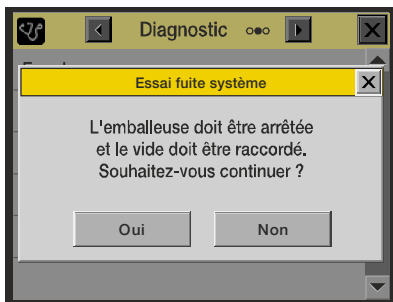 Diagnostic
Essai fuite système
L'emballeuse doit être arrêtée
et le vide doit être raccordé.
Souhaitez-vous continuer ?
Oui
Non